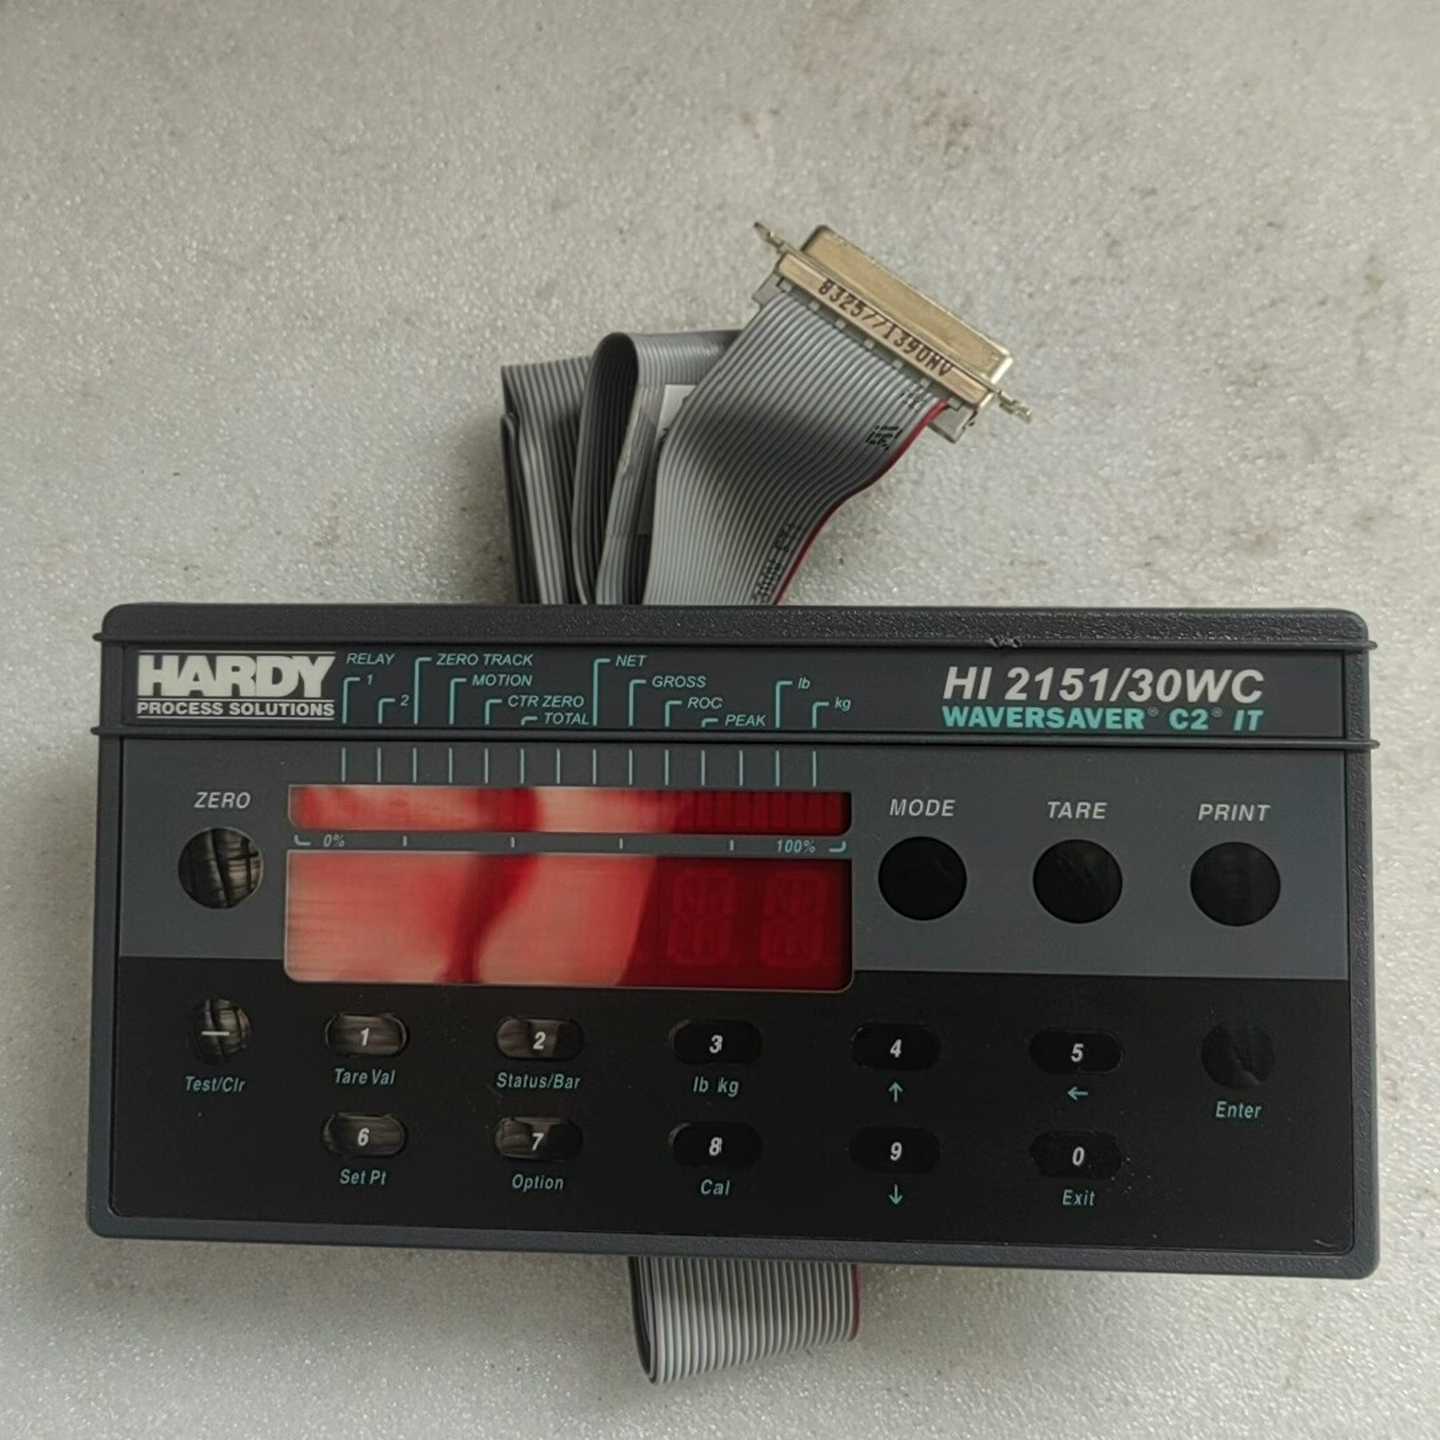 83257/1390MV
HARDY
PROCESS SOLUTIONS
RELAY
1
2
ZERO TRACK
MOTION
CTR ZERO
TOTAL
NET
GROSS
ROC
PEAK
lb
kg
HI 2151/30WC
WAVERSAVER® C2® IT
ZERO
0%
100%
MODE
TARE
PRINT
–
Test/Clr
1
Tare Val
2
Status/Bar
3
lb kg
4
↑
5
←
Enter
6
Set Pt
7
Option
8
Cal
9
↓
0
Exit